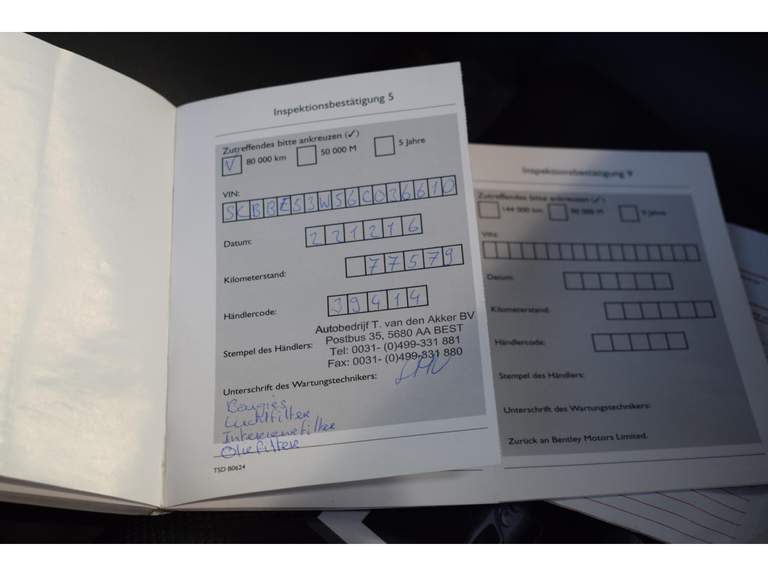 Inspektionsbestätigung 5
Zutreffendes bitte ankreuzen (✓)
V 80 000 km 50 000 M 5 Jahre
VIN:
SCBBE53W56C036610
Datum:
221216
Kilometerstand:
77579
Händlercode:
39414
Stempel des Händlers:
Autobedrijf T. van den Akker BV
Postbus 35, 5680 AA BEST
Tel: 0031- (0)499-331 881
Fax: 0031- (0)499-331 880
Unterschrift des Wartungstechnikers:
Bougies
Luchtfilter
Interieurfilter
Oliefilter
TSD 80624
Inspektionsbestätigung 9
Zutreffendes bitte ankreuzen (✓)
144 000 km 90 000 M 9 Jahre
VIN:
Datum:
Kilometerstand:
Händlercode:
Stempel des Händlers:
Unterschrift des Wartungstechnikers:
Zurück an Bentley Motors Limited.